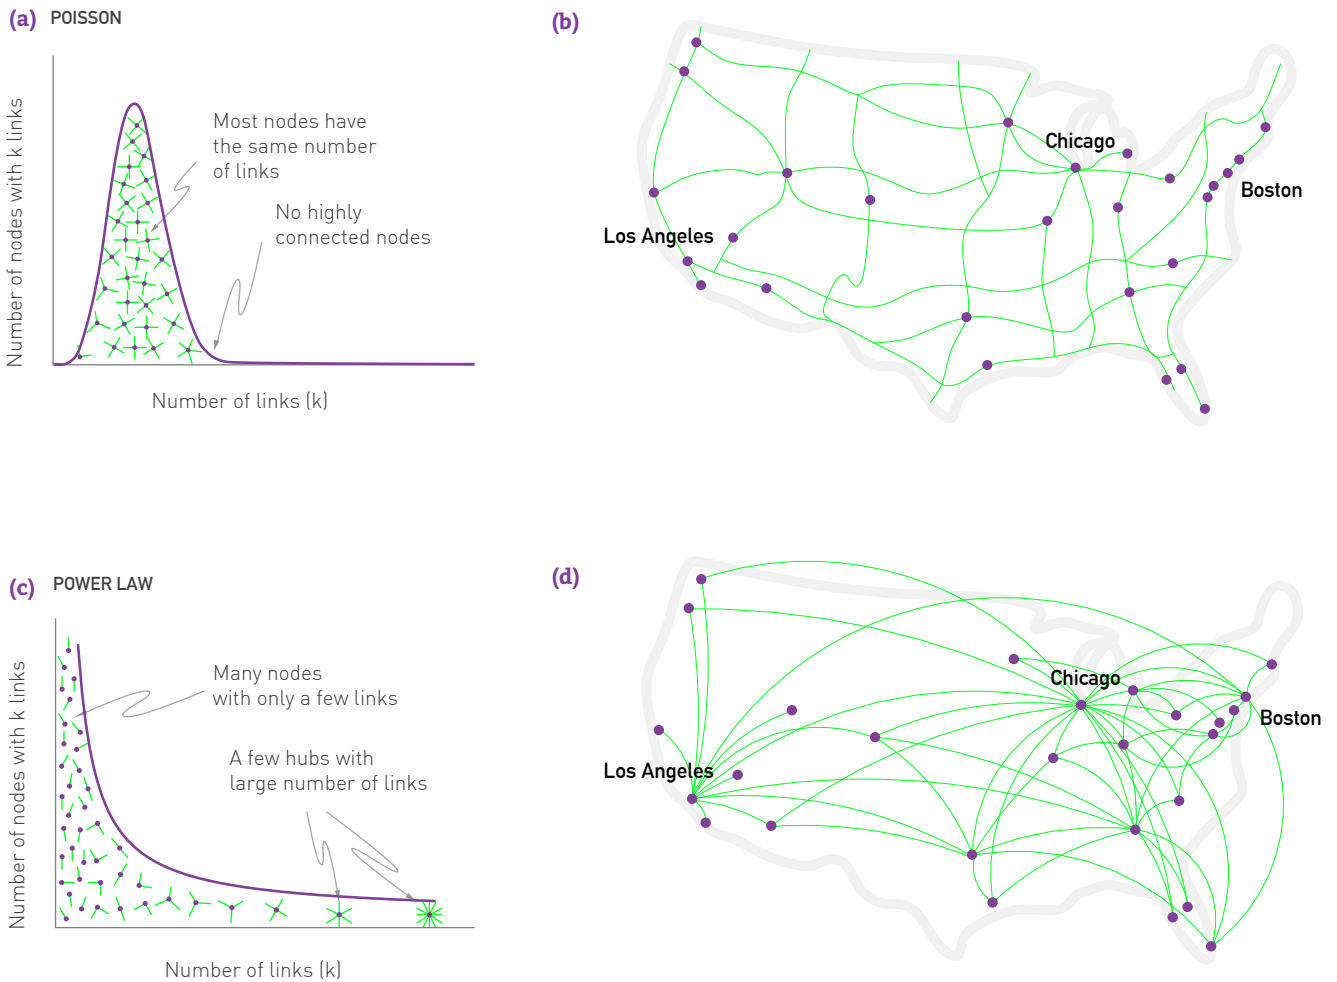 (a) POISSON
Number of nodes with k links
Most nodes have
the same number
of links
No highly
connected nodes
Number of links (k)
(b)
Chicago
Boston
Los Angeles
(c) POWER LAW
Number of nodes with k links
Many nodes
with only a few links
A few hubs with
large number of links
Number of links (k)
(d)
Chicago
Boston
Los Angeles